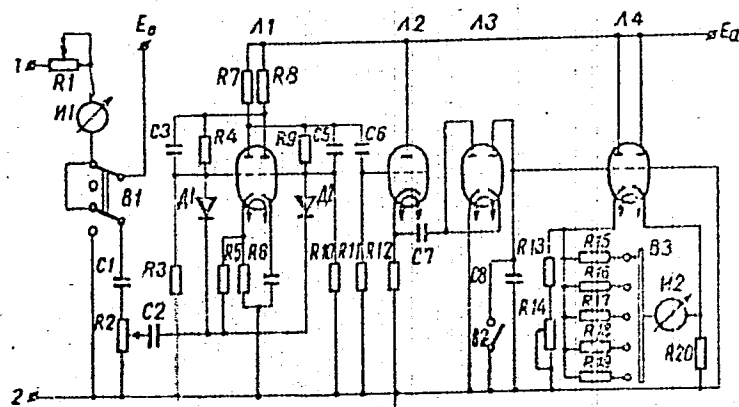 Л1 Л2 Л3 Л4
Eв
Eа
1
R1
R7 R8
И1
C3
R4
R9
C5
C6
В1
Д1
Д2
C7
R13
R15
В3
R3
R5
R6
R10
R11
R12
C8
R16
И2
C1
R14
R17
R2
C2
В2
R18
R20
R19
2